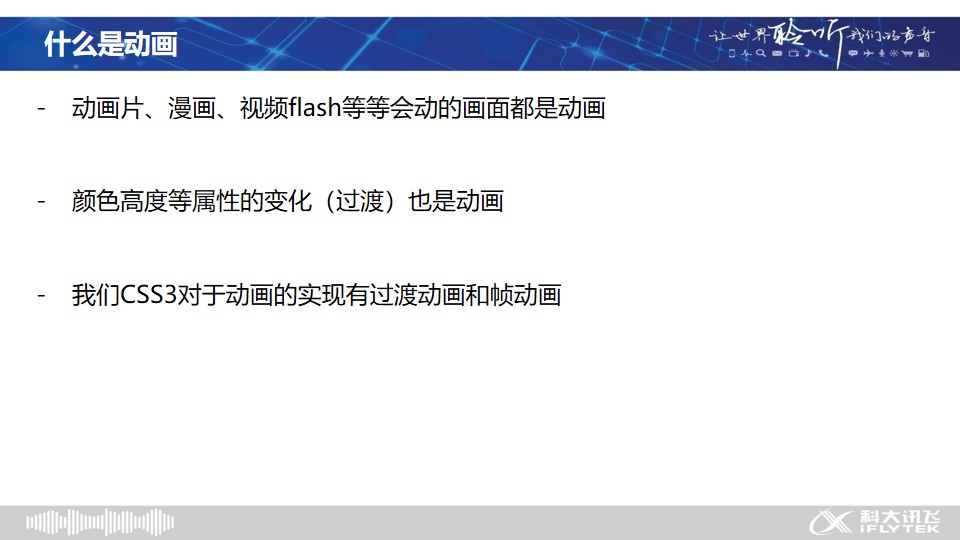 什么是动画
让世界聆听我们的声音
- 动画片、漫画、视频flash等等会动的画面都是动画
- 颜色高度等属性的变化（过渡）也是动画
- 我们CSS3对于动画的实现有过渡动画和帧动画
科大讯飞
iFLYTEK